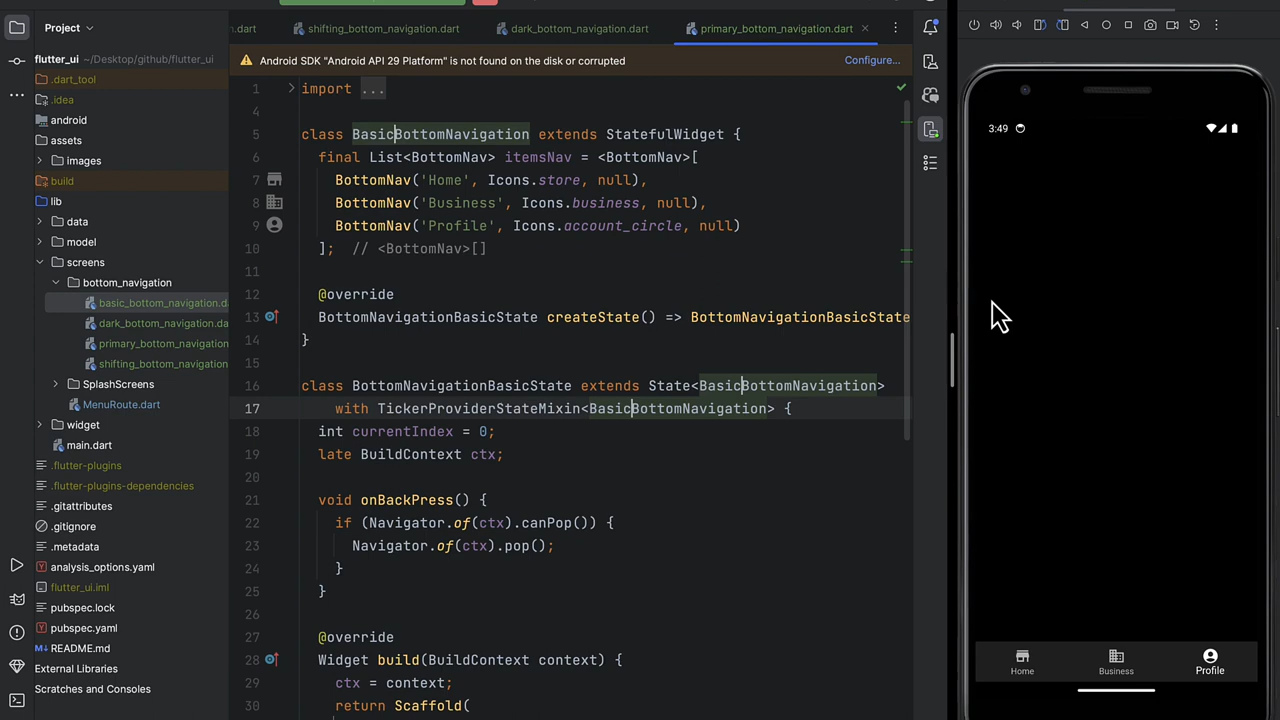 Project
.dart
shifting_bottom_navigation.dart
dark_bottom_navigation.dart
primary_bottom_navigation.dart
flutter_ui ~/Desktop/github/flutter_ui
.dart_tool
.idea
android
assets
images
build
lib
data
model
screens
bottom_navigation
basic_bottom_navigation.da
dark_bottom_navigation.da
primary_bottom_navigation
shifting_bottom_navigation
SplashScreens
MenuRoute.dart
widget
main.dart
.flutter-plugins
.flutter-plugins-dependencies
.gitattributes
.gitignore
.metadata
analysis_options.yaml
flutter_ui.iml
pubspec.lock
pubspec.yaml
README.md
External Libraries
Scratches and Consoles
Android SDK "Android API 29 Platform" is not found on the disk or corrupted
Configure...
1 import ...
4
5 class BasicBottomNavigation extends StatefulWidget {
6 final List<BottomNav> itemsNav = <BottomNav>[
7 BottomNav('Home', Icons.store, null),
8 BottomNav('Business', Icons.business, null),
9 BottomNav('Profile', Icons.account_circle, null)
10 ]; // <BottomNav>[]
11
12 @override
13 BottomNavigationBasicState createState() => BottomNavigationBasicState
14 }
15
16 class BottomNavigationBasicState extends State<BasicBottomNavigation>
17 with TickerProviderStateMixin<BasicBottomNavigation> {
18 int currentIndex = 0;
19 late BuildContext ctx;
20
21 void onBackPress() {
22 if (Navigator.of(ctx).canPop()) {
23 Navigator.of(ctx).pop();
24 }
25 }
26
27 @override
28 Widget build(BuildContext context) {
29 ctx = context;
30 return Scaffold(
3:49
Home
Business
Profile